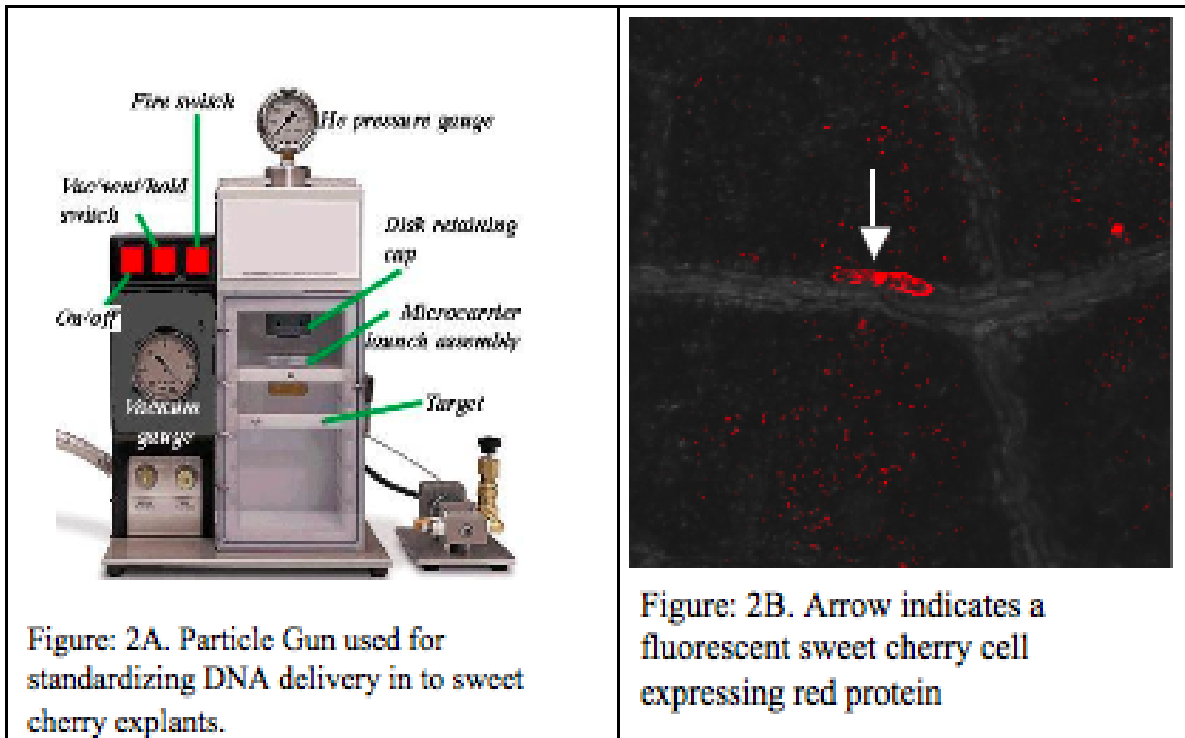 Fire switch
He pressure gauge
Vac/vent/hold
switch
Disk retaining
cap
On/off
Microcarrier
launch assembly
Vacuum
gauge
Target
Figure: 2A. Particle Gun used for
standardizing DNA delivery in to sweet
cherry explants.
Figure: 2B. Arrow indicates a
fluorescent sweet cherry cell
expressing red protein